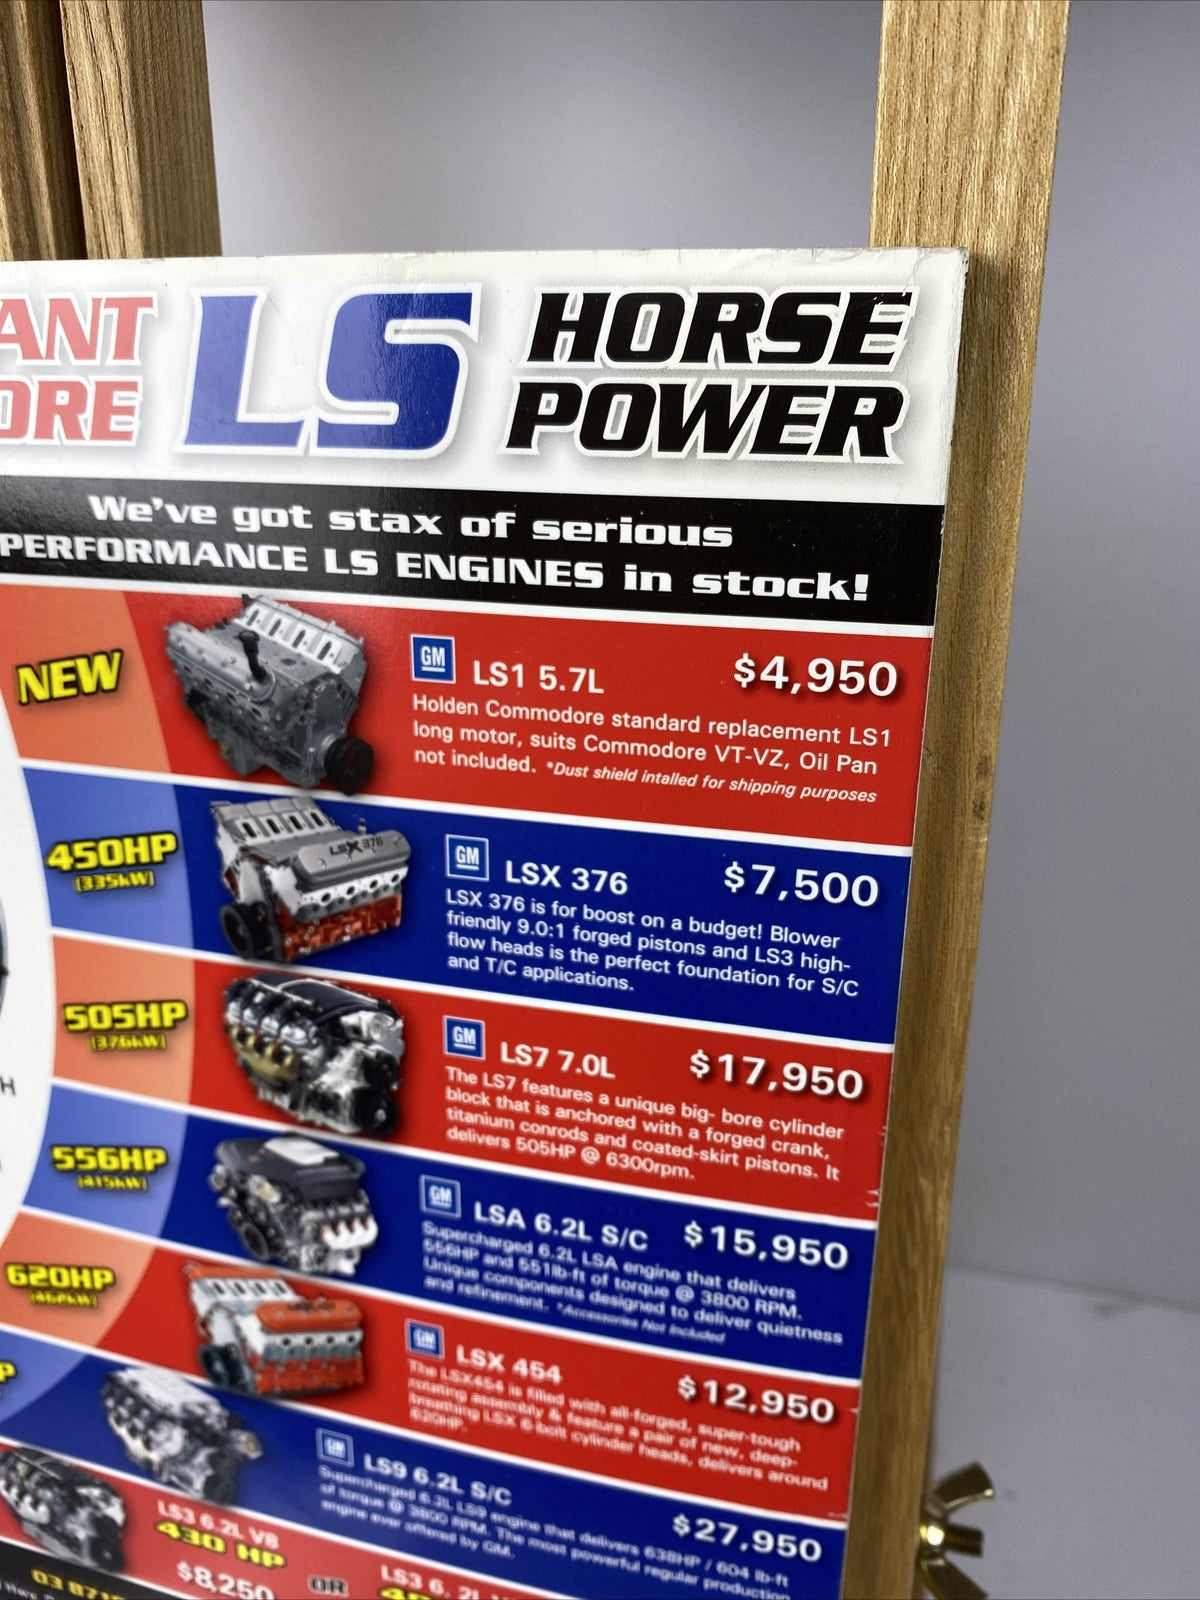 ANT LS HORSE
ORE POWER
We've got stax of serious
PERFORMANCE LS ENGINES in stock!
NEW
GM LS1 5.7L $4,950
Holden Commodore standard replacement LS1
long motor, suits Commodore VT-VZ, Oil Pan
not included. *Dust shield intalled for shipping purposes
450HP
(335kW)
LSX 376
GM LSX 376 $7,500
LSX 376 is for boost on a budget! Blower
friendly 9.0:1 forged pistons and LS3 high-
flow heads is the perfect foundation for S/C
and T/C applications.
505HP
(376kW)
GM LS7 7.0L $17,950
The LS7 features a unique big- bore cylinder
block that is anchored with a forged crank,
titanium conrods and coated-skirt pistons. It
delivers 505HP @ 6300rpm.
H
556HP
(415kW)
GM LSA 6.2L S/C $15,950
Supercharged 6.2L LSA engine that delivers
556HP and 551lb-ft of torque @ 3800 RPM.
Unique components designed to deliver quietness
and refinement. *Accessories Not Included
620HP
(462kW)
GM LSX 454 $12,950
The LSX454 is filled with all-forged, super-tough
rotating assembly & feature a pair of new, deep-
breathing LSX 6-bolt cylinder heads, delivers around
620HP.
P
GM LS9 6.2L S/C $27,950
Supercharged 6.2L LS9 engine that delivers 638HP / 604 lb-ft
of torque @ 3800 RPM. The most powerful regular production
engine ever offered by GM.
LS3 6.2L V8
430 HP
$8,250 OR LS3 6.2L
03 871